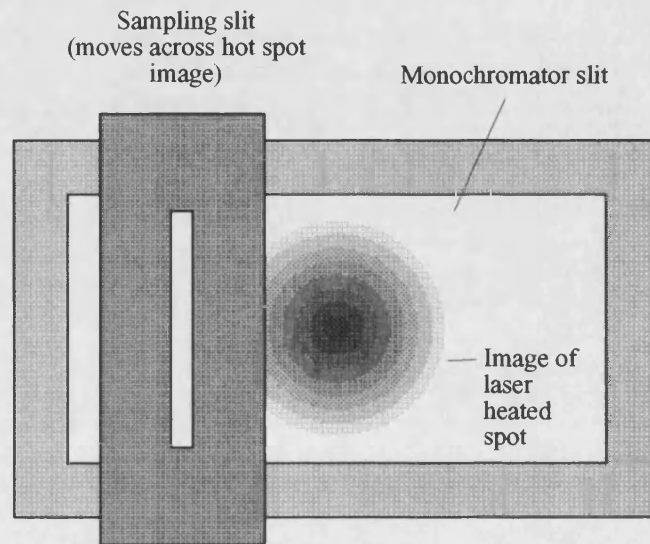 Sampling slit
(moves across hot spot
image)
Monochromator slit
Image of
laser
heated
spot